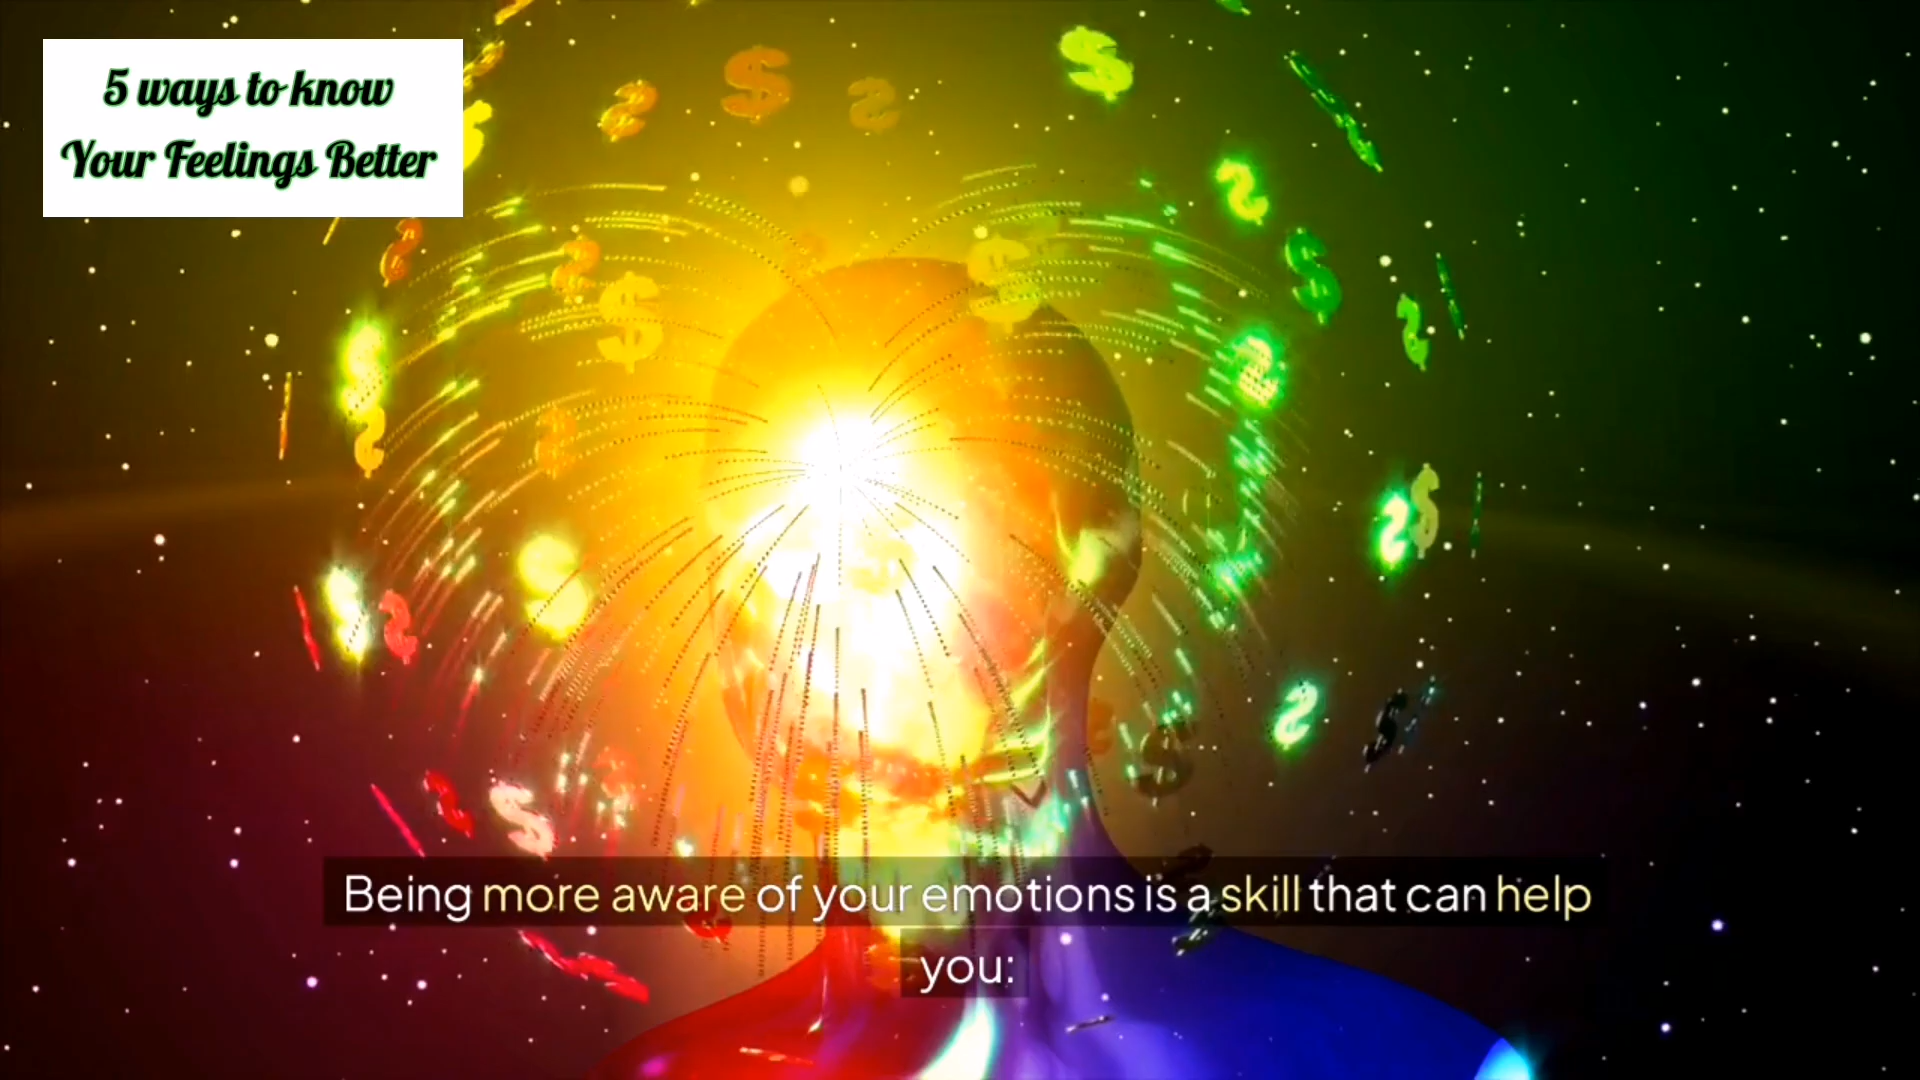 5 ways to know
Your Feelings Better
Being more aware of your emotions is a skill that can help
you: